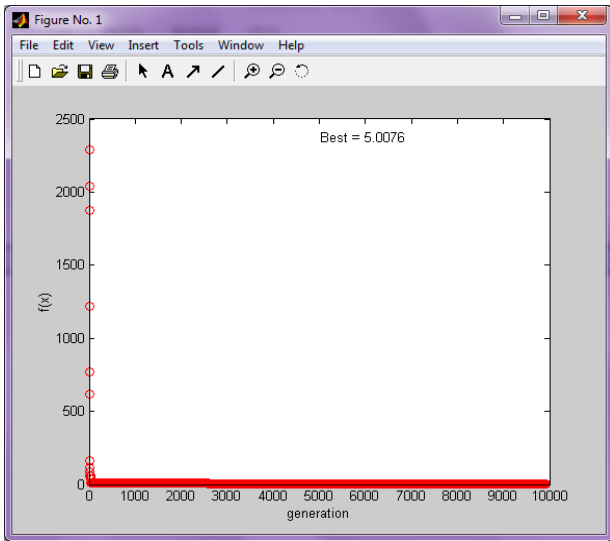 Figure No. 1
File Edit View Insert Tools Window Help
A
Best = 5.0076
2500
2000
1500
1000
500
0
f(x)
0 1000 2000 3000 4000 5000 6000 7000 8000 9000 10000
generation